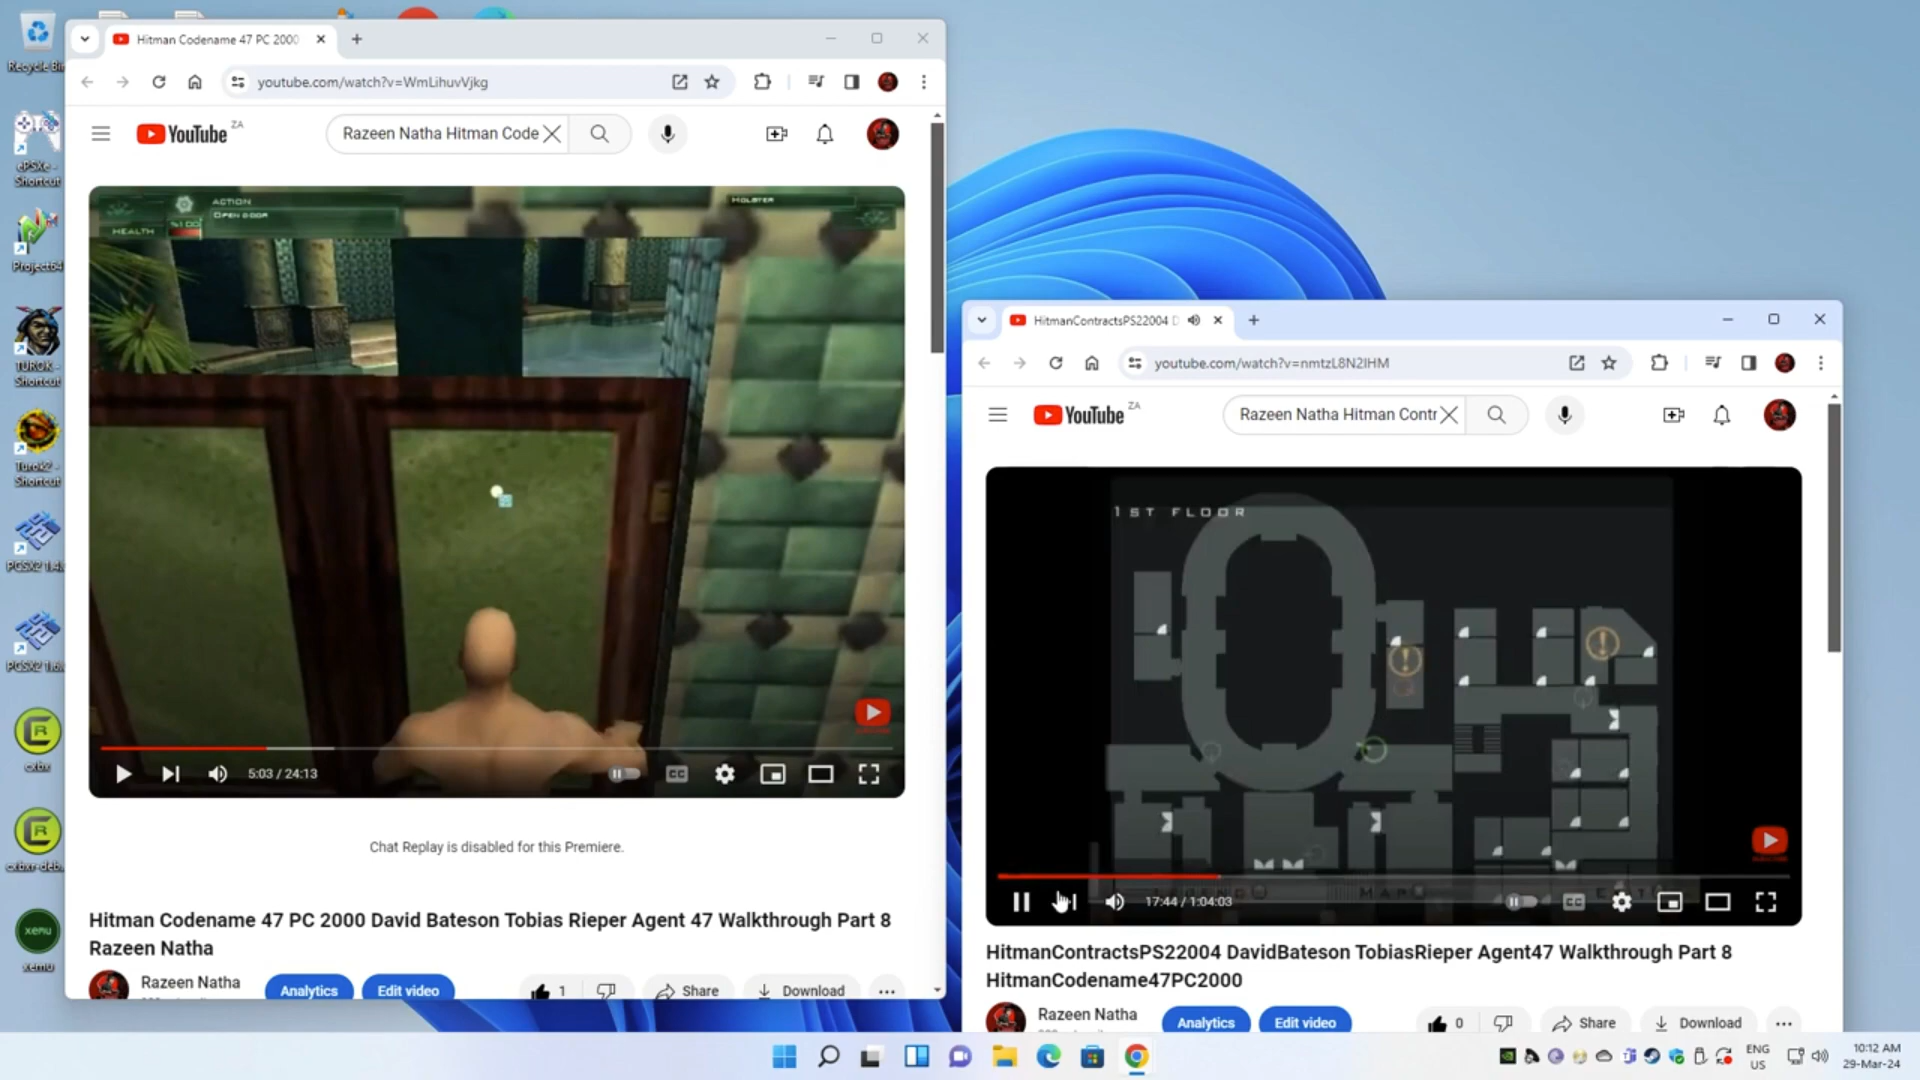 Recycle Bin
ePSXe -
Shortcut
Project64
TUROK -
Shortcut
Turok2 -
Shortcut
PCSX2 1.4.
PCSX2 1.6.
cxbx
cxbxr-deb
xemu
xemu
Hitman Codename 47 PC 2000
youtube.com/watch?v=WmLihuvVjkg
YouTube ZA
Razeen Natha Hitman Code
ACTION
OPEN DOOR
HEALTH
%100
HOLSTER
5:03 / 24:13
CC
Chat Replay is disabled for this Premiere.
Hitman Codename 47 PC 2000 David Bateson Tobias Rieper Agent 47 Walkthrough Part 8
Razeen Natha
Razeen Natha
Analytics
Edit video
1
Share
Download
HitmanContractsPS22004 D
youtube.com/watch?v=nmtzL8N2IHM
YouTube ZA
Razeen Natha Hitman Contr
1ST FLOOR
LEGEND
MAP
17:44 / 1:04:03
CC
HitmanContractsPS22004 DavidBateson TobiasRieper Agent47 Walkthrough Part 8
HitmanCodename47PC2000
Razeen Natha
Analytics
Edit video
0
Share
Download
ENG
US
10:12 AM
29-Mar-24